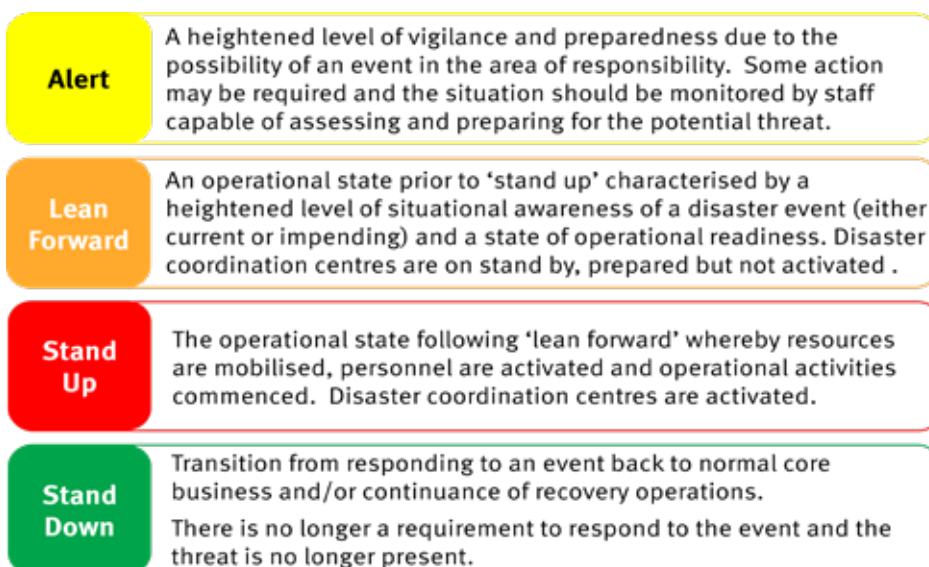 Alert
A heightened level of vigilance and preparedness due to the
possibility of an event in the area of responsibility.  Some action
may be required and the situation should be monitored by staff
capable of assessing and preparing for the potential threat.
Lean
Forward
An operational state prior to ‘stand up’ characterised by a
heightened level of situational awareness of a disaster event (either
current or impending) and a state of operational readiness. Disaster
coordination centres are on stand by, prepared but not activated .
Stand
Up
The operational state following ‘lean forward’ whereby resources
are mobilised, personnel are activated and operational activities
commenced.  Disaster coordination centres are activated.
Stand
Down
Transition from responding to an event back to normal core
business and/or continuance of recovery operations.
There is no longer a requirement to respond to the event and the
threat is no longer present.